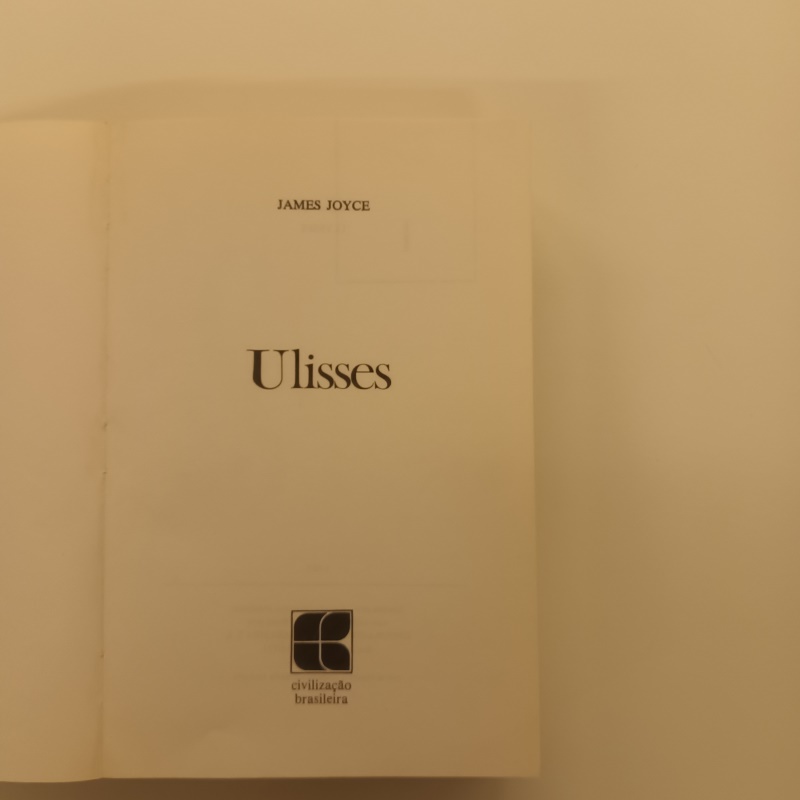 JAMES JOYCE
Ulisses
civilização
brasileira